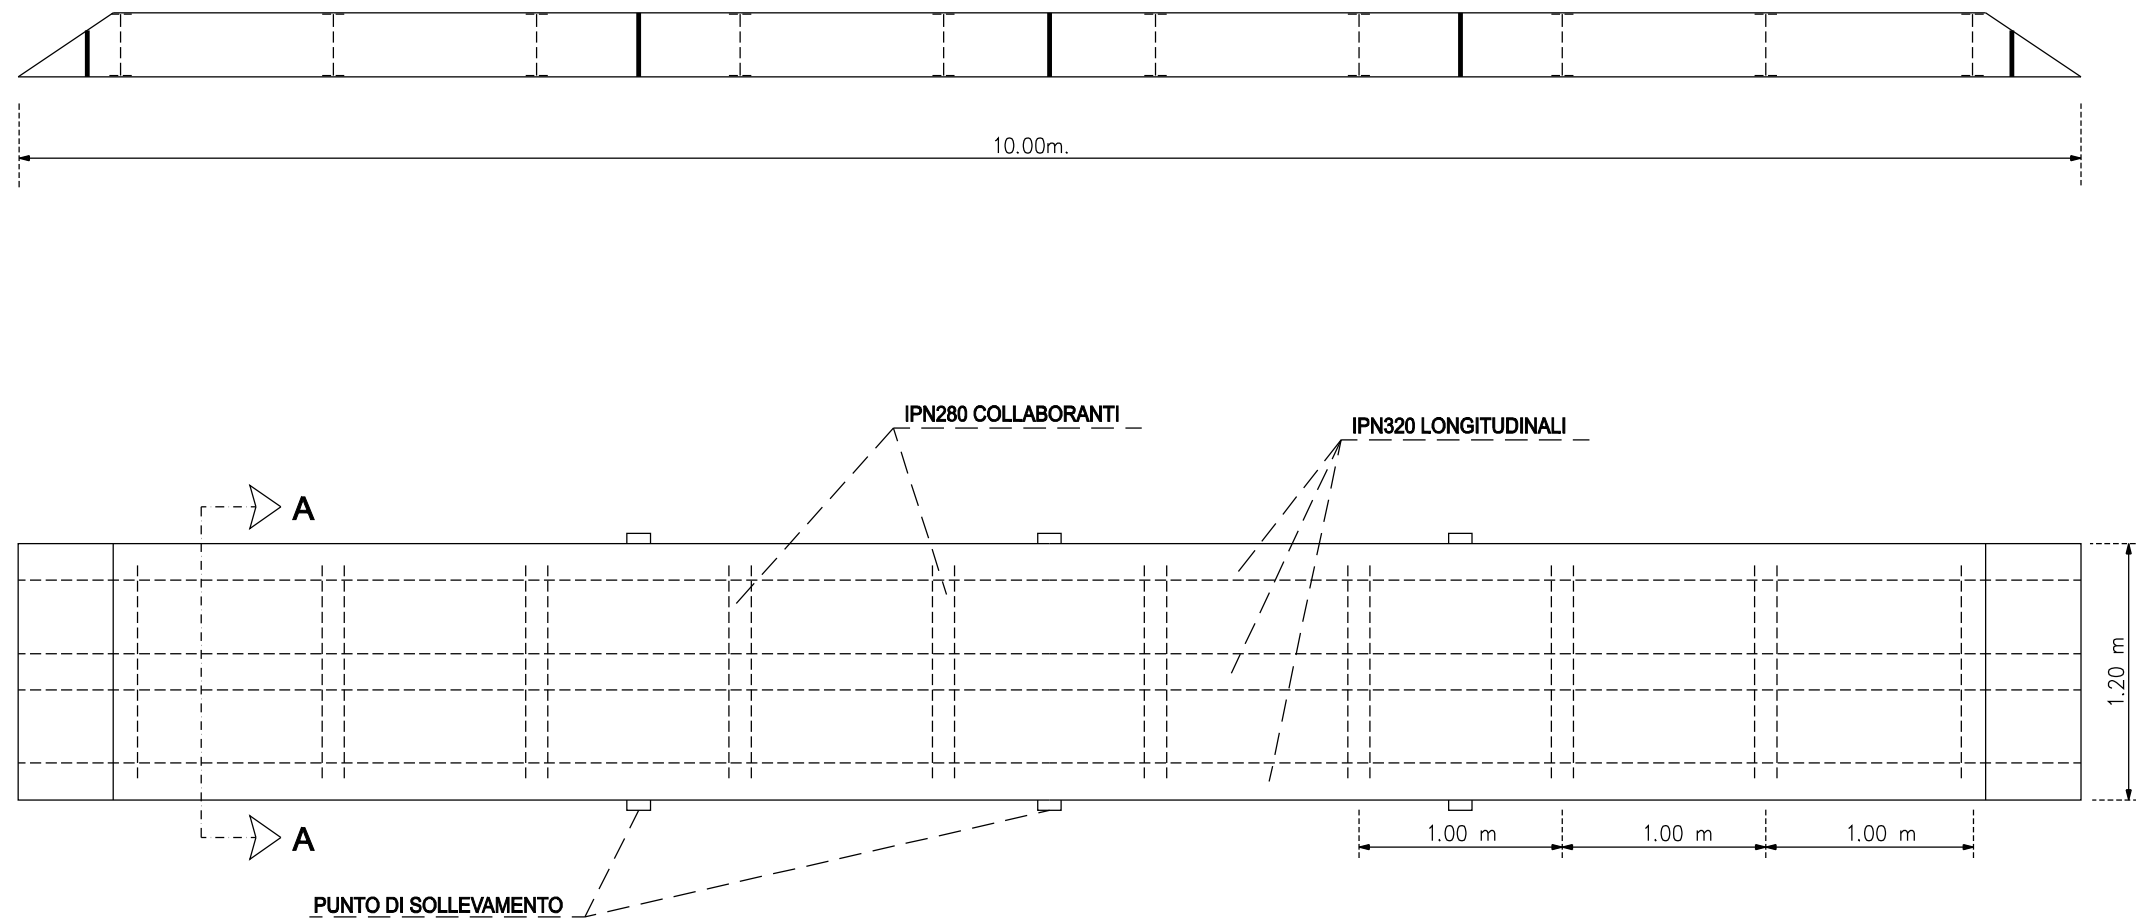 10.00m.
IPN280 COLLABORANTI
IPN320 LONGITUDINALI
A
1.20 m
A
1.00 m
1.00 m
1.00 m
PUNTO DI SOLLEVAMENTO